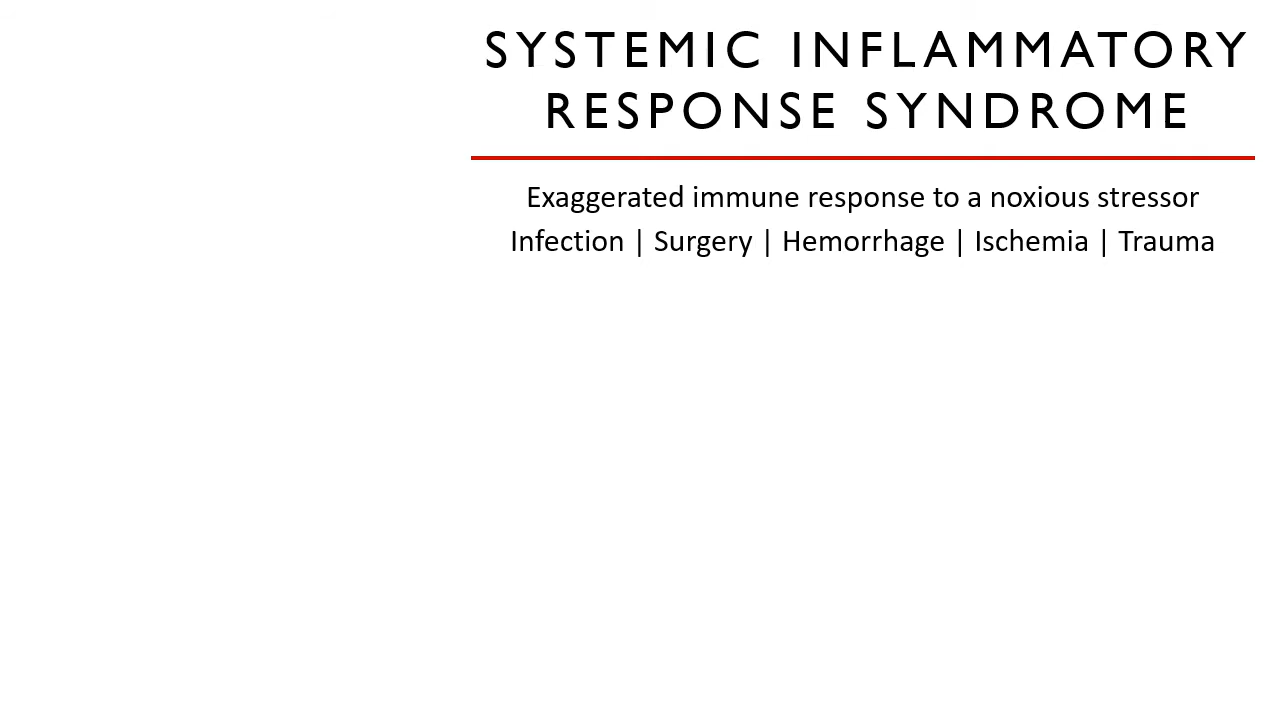 SYSTEMIC INFLAMMATORY
RESPONSE SYNDROME
Exaggerated immune response to a noxious stressor
Infection | Surgery | Hemorrhage | Ischemia | Trauma